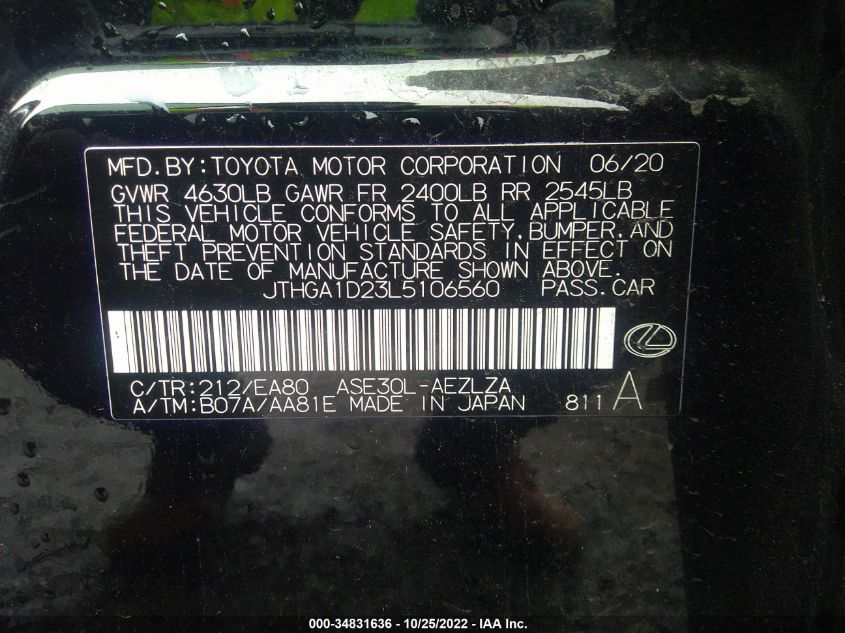 MFD.BY:TOYOTA MOTOR CORPORATION 06/20
GVWR 4630LB GAWR FR 2400LB RR 2545LB
THIS VEHICLE CONFORMS TO ALL APPLICABLE
FEDERAL MOTOR VEHICLE SAFETY,BUMPER,AND
THEFT PREVENTION STANDARDS IN EFFECT ON
THE DATE OF MANUFACTURE SHOWN ABOVE.
JTHGA1D23L5106560 PASS.CAR
C/TR:212/EA80 ASE30L-AEZLZA
A/TM:B07A/AA81E MADE IN JAPAN 811 A
000-34831636 - 10/25/2022 - IAA Inc.